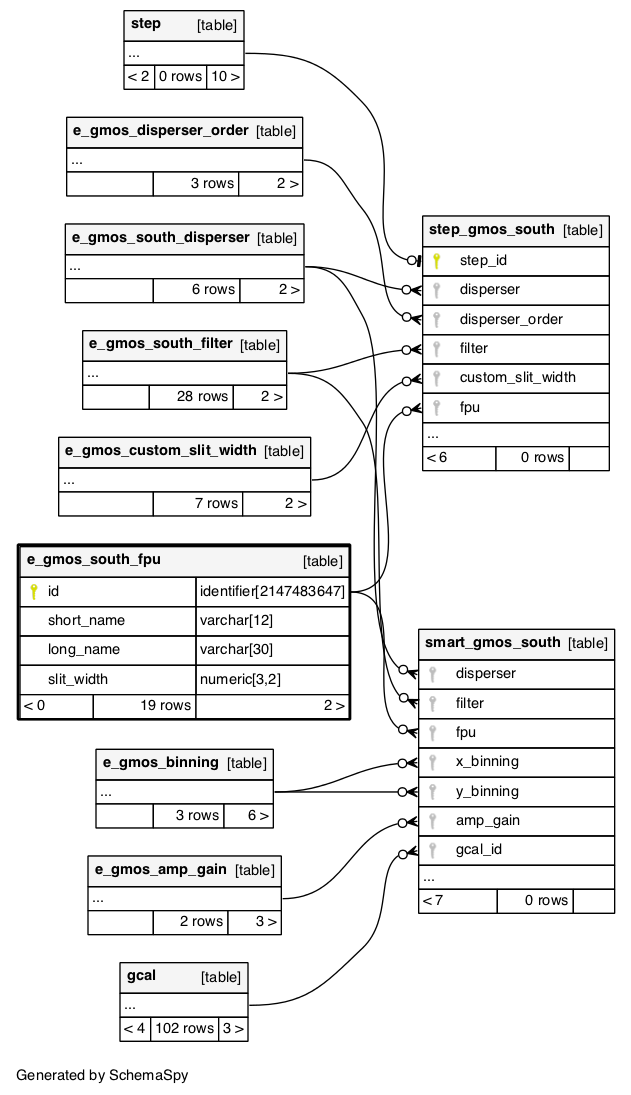 step [table]
...
< 2 0 rows 10 >
e_gmos_disperser_order [table]
...
3 rows 2 >
e_gmos_south_disperser [table]
...
6 rows 2 >
e_gmos_south_filter [table]
...
28 rows 2 >
e_gmos_custom_slit_width [table]
...
7 rows 2 >
e_gmos_south_fpu [table]
id identifier[2147483647]
short_name varchar[12]
long_name varchar[30]
slit_width numeric[3,2]
< 0 19 rows 2 >
e_gmos_binning [table]
...
3 rows 6 >
e_gmos_amp_gain [table]
...
2 rows 3 >
gcal [table]
...
< 4 102 rows 3 >
step_gmos_south [table]
step_id
disperser
disperser_order
filter
custom_slit_width
fpu
...
< 6 0 rows
smart_gmos_south [table]
disperser
filter
fpu
x_binning
y_binning
amp_gain
gcal_id
...
< 7 0 rows
Generated by SchemaSpy